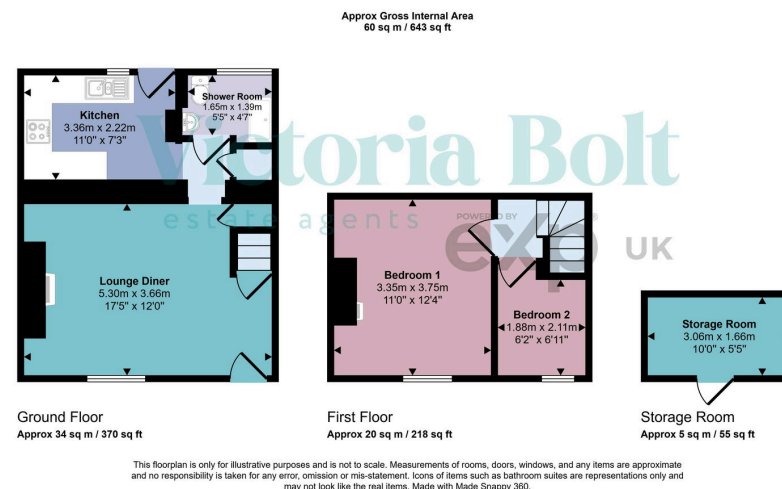 Approx Gross Internal Area
60 sq m / 643 sq ft
Kitchen
3.36m x 2.22m
11'0" x 7'3"
Shower Room
1.65m x 1.39m
5'5" x 4'7"
Victoria Bolt
estate agents
POWERED BY
exp UK
Lounge Diner
5.30m x 3.66m
17'5" x 12'0"
Bedroom 1
3.35m x 3.75m
11'0" x 12'4"
Bedroom 2
1.88m x 2.11m
6'2" x 6'11"
Storage Room
3.06m x 1.66m
10'0" x 5'5"
Ground Floor
Approx 34 sq m / 370 sq ft
First Floor
Approx 20 sq m / 218 sq ft
Storage Room
Approx 5 sq m / 55 sq ft
This floorplan is only for illustrative purposes and is not to scale. Measurements of rooms, doors, windows, and any items are approximate
and no responsibility is taken for any error, omission or mis-statement. Icons of items such as bathroom suites are representations only and
may not look like the real items. Made with Made Snappy 360.